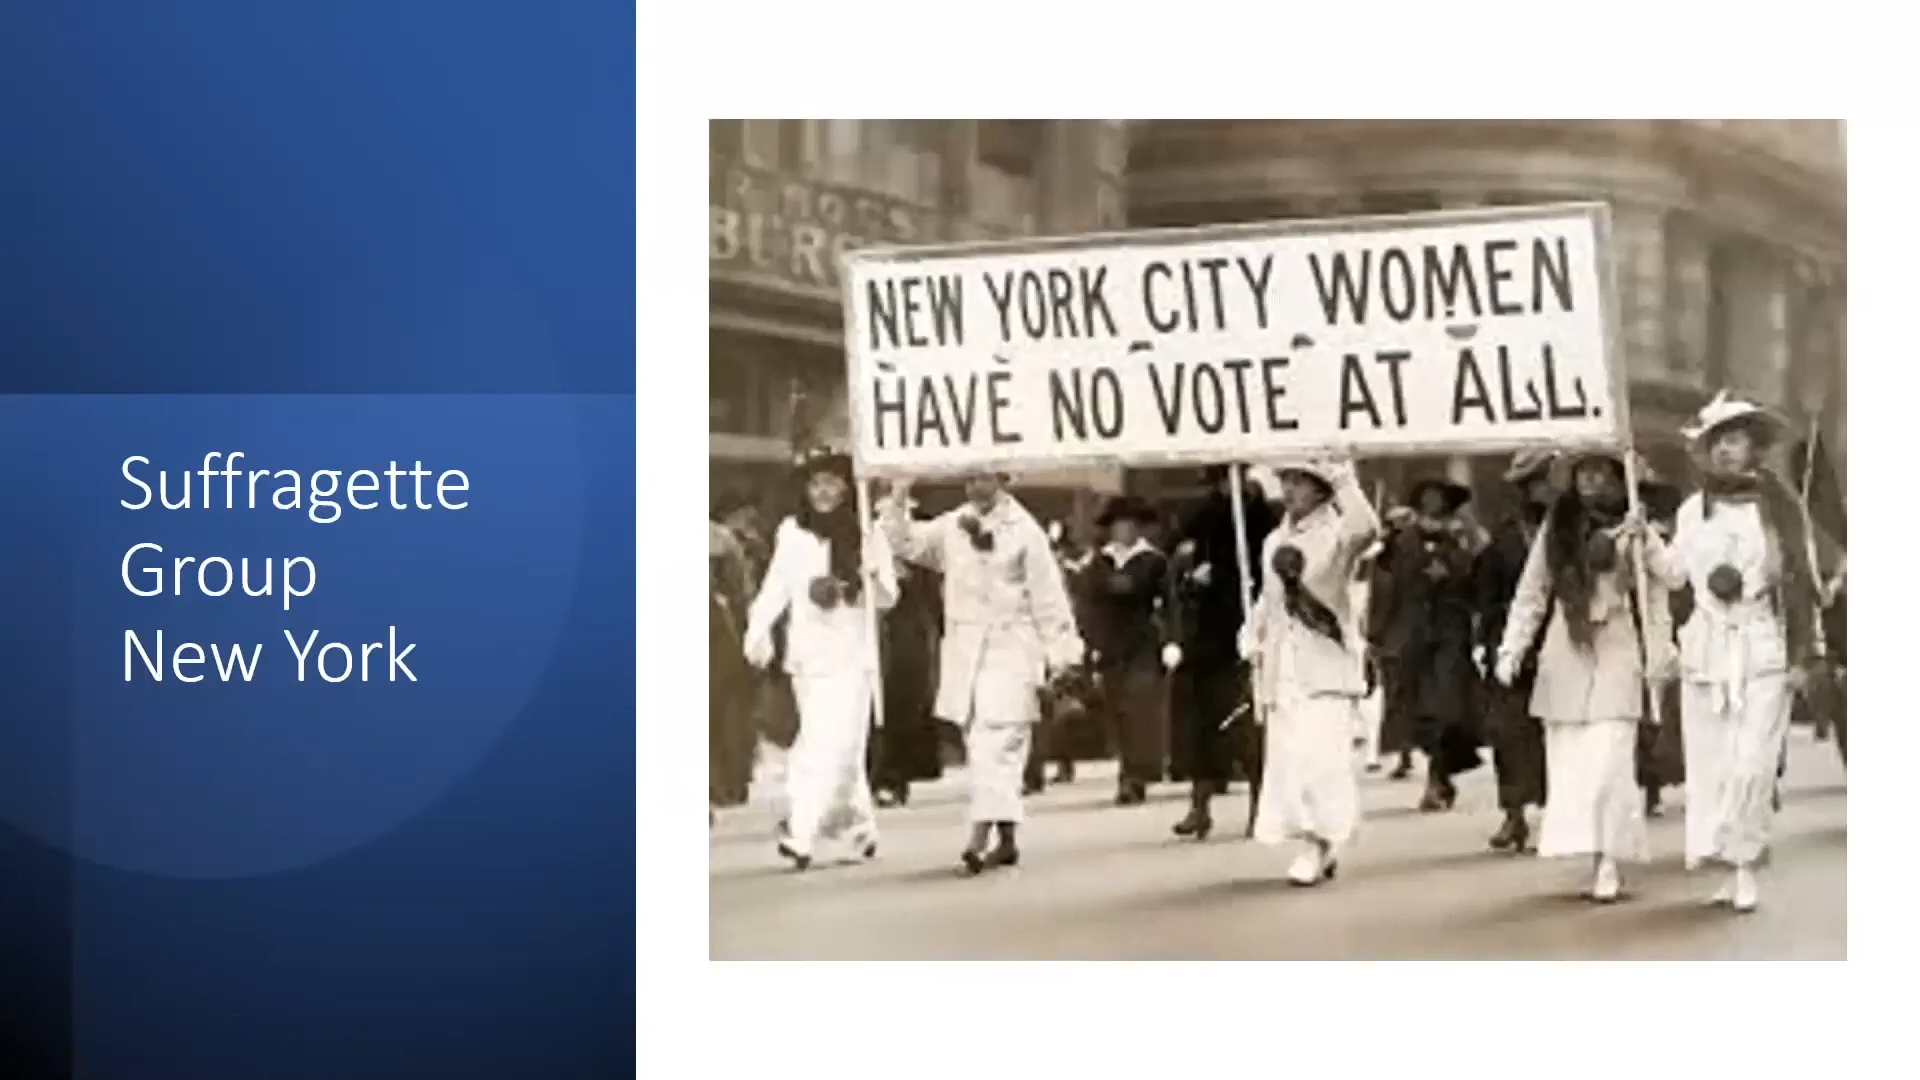 Suffragette
Group
New York
NEW YORK CITY WOMEN
HAVE NO VOTE AT ALL.